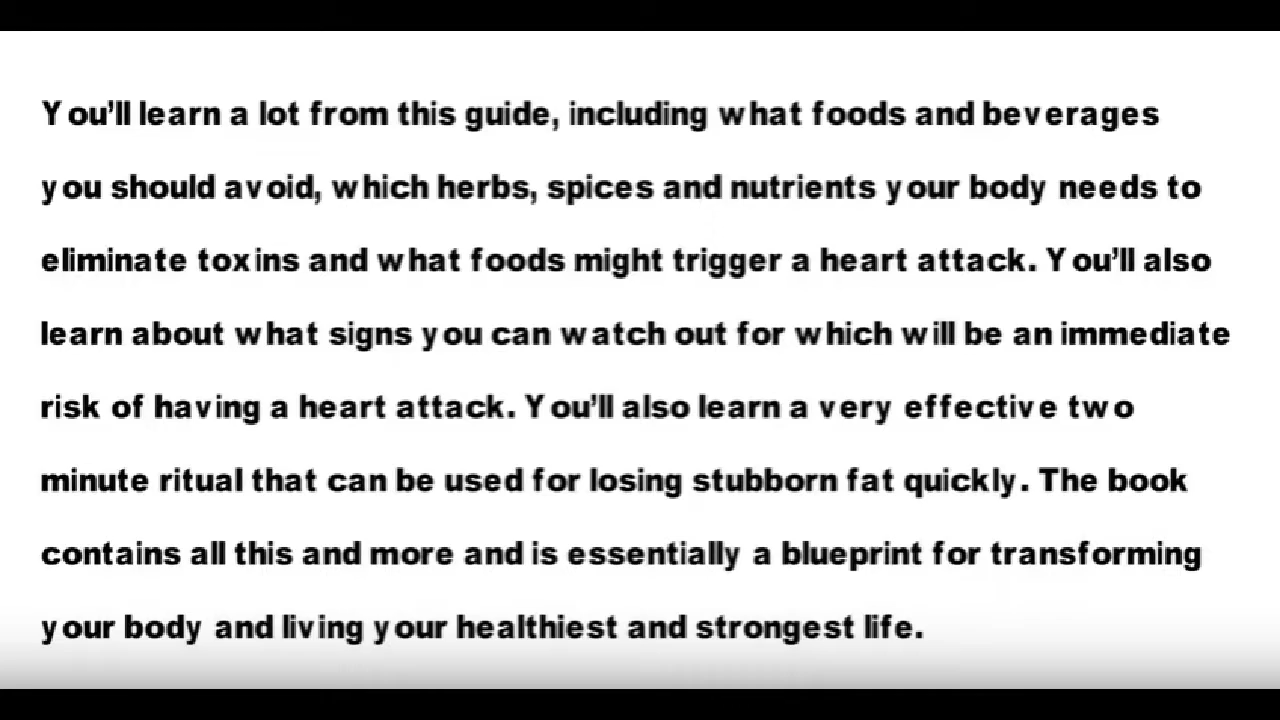 You'll learn a lot from this guide, including what foods and beverages
you should avoid, which herbs, spices and nutrients your body needs to
eliminate toxins and what foods might trigger a heart attack. You'll also
learn about what signs you can watch out for which will be an immediate
risk of having a heart attack. You'll also learn a very effective two
minute ritual that can be used for losing stubborn fat quickly. The book
contains all this and more and is essentially a blueprint for transforming
your body and living your healthiest and strongest life.